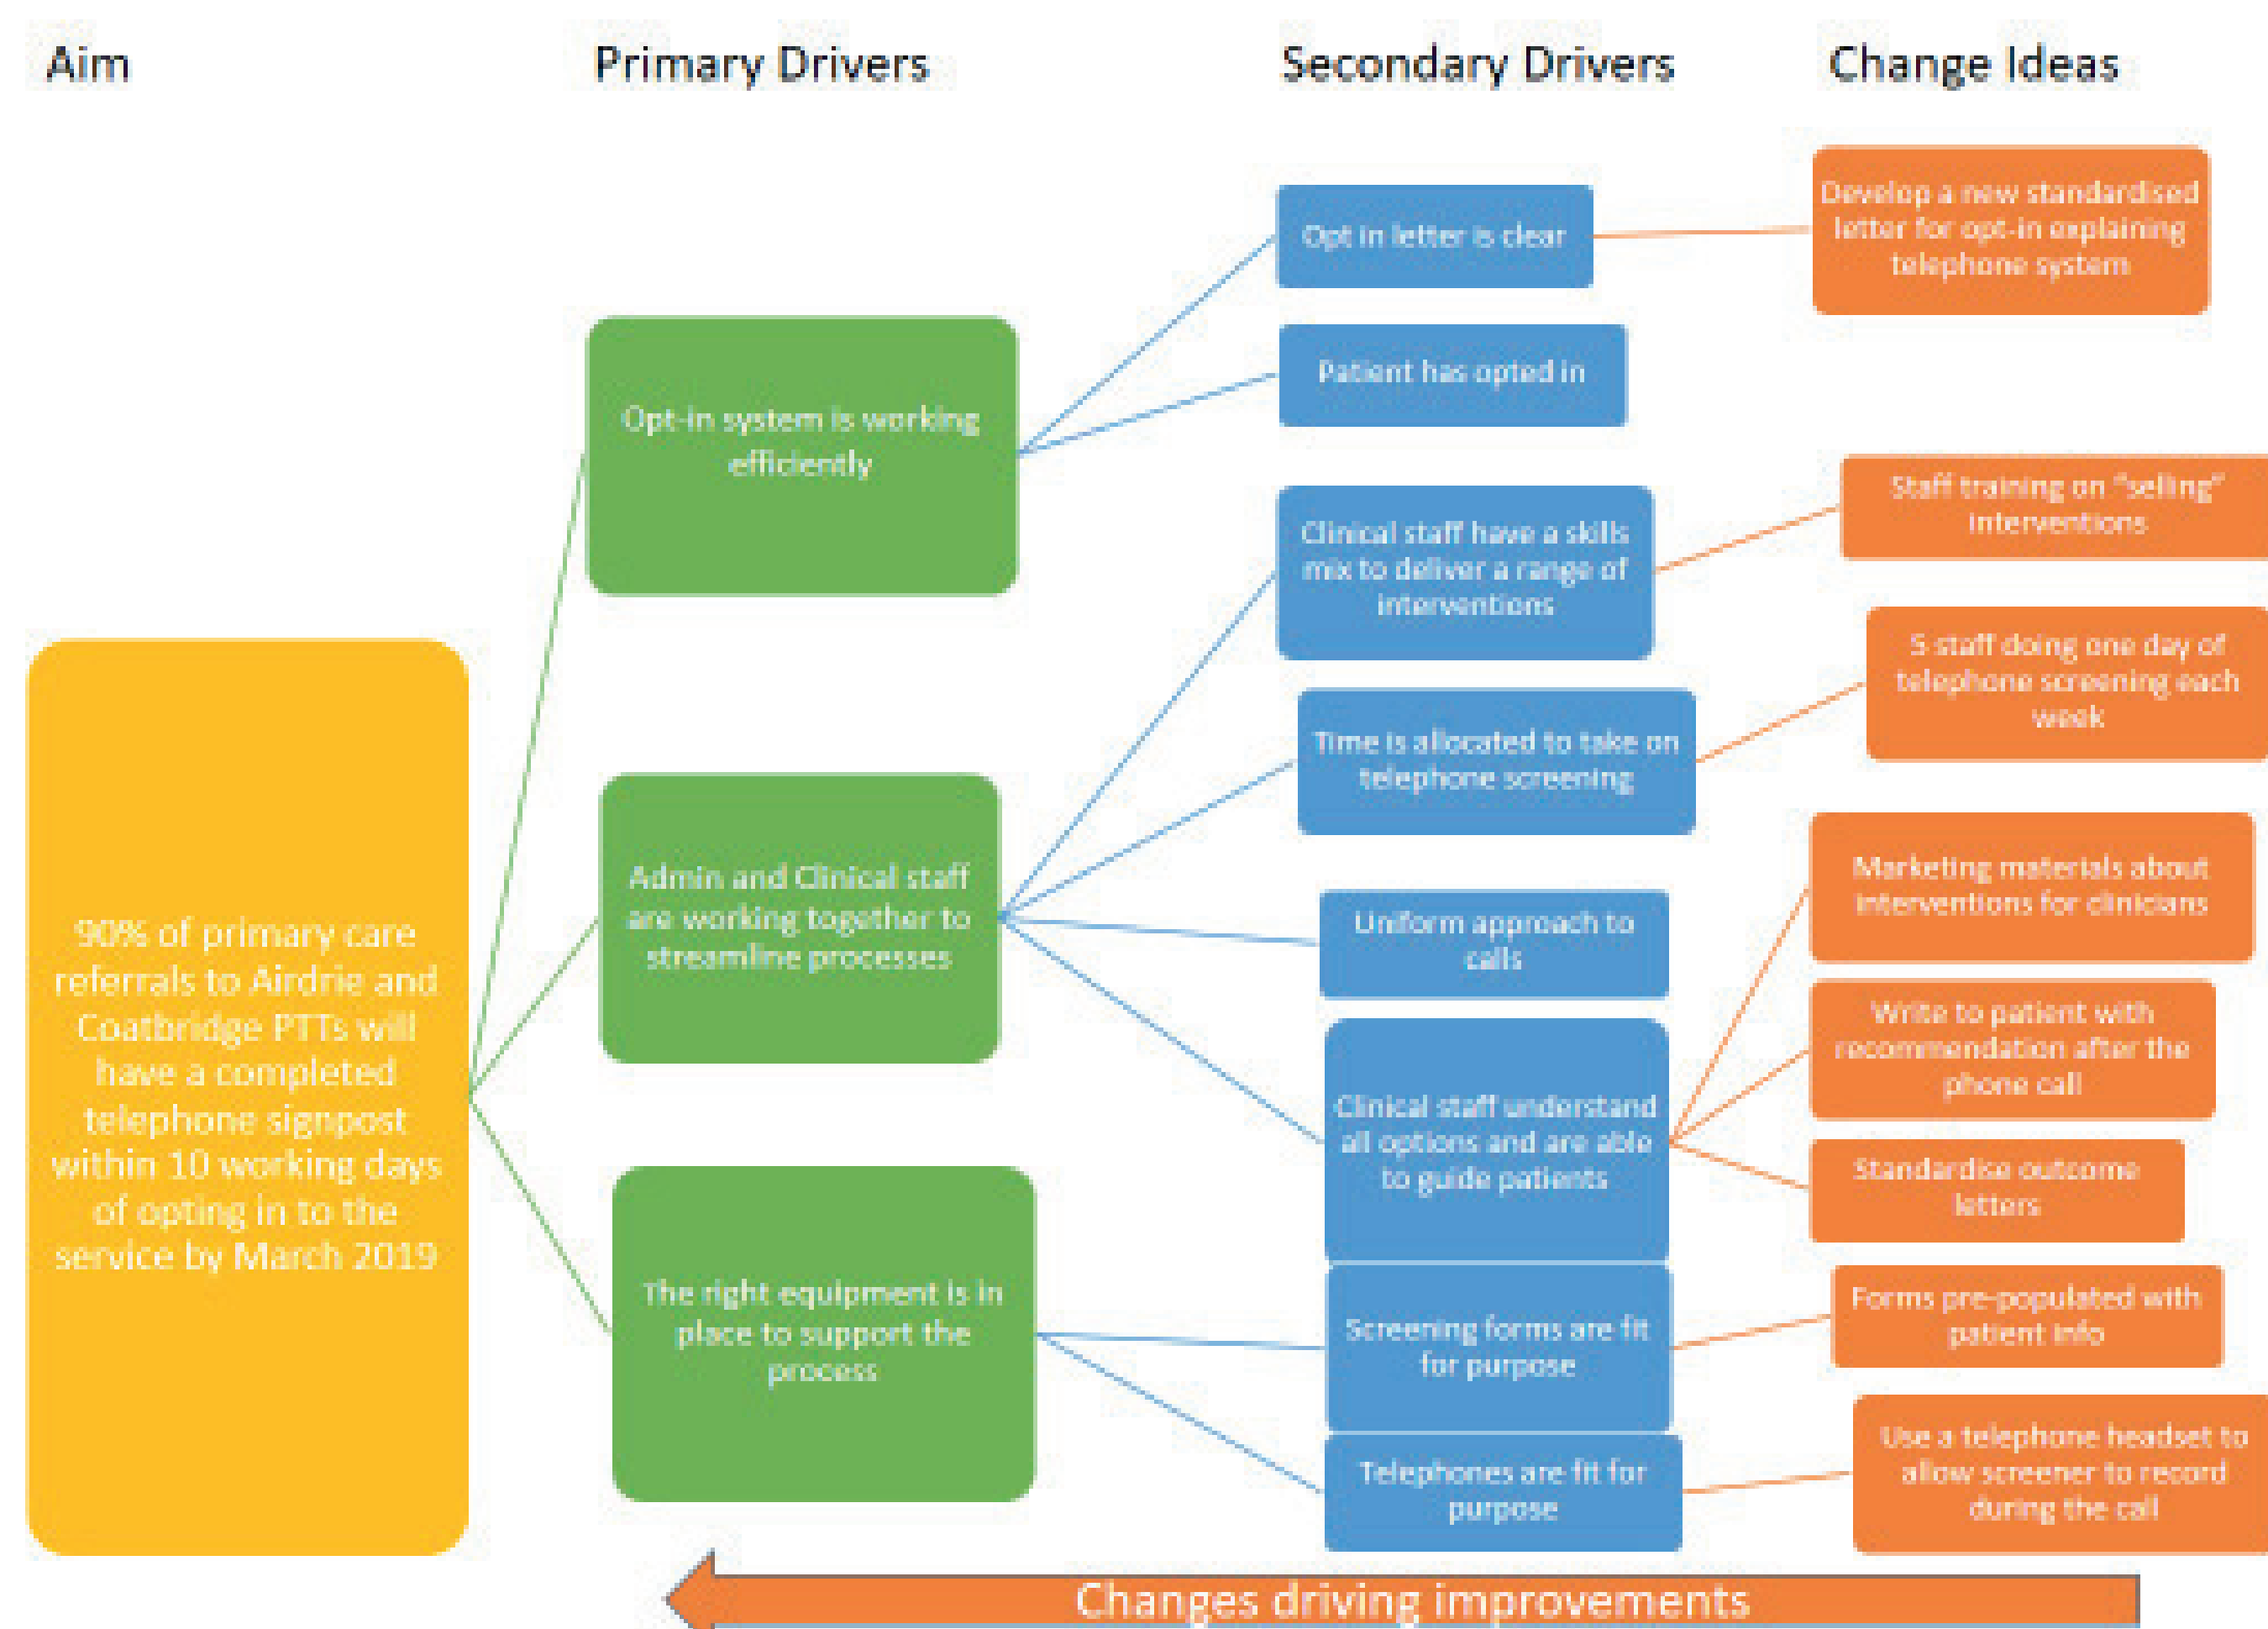 Aim
Primary Drivers
Secondary Drivers
Change Ideas
90% of primary care
referrals to Airdrie and
Coatbridge PTTs will
have a completed
telephone signpost
within 10 working days
of opting in to the
service by March 2019
Opt-in system is working
efficiently
Admin and Clinical staff
are working together to
streamline processes
The right equipment is in
place to support the
process
Opt in letter is clear
Patient has opted in
Clinical staff have a skills
mix to deliver a range of
interventions
Time is allocated to take on
telephone screening
Uniform approach to
calls
Clinical staff understand
all options and are able
to guide patients
Screening forms are fit
for purpose
Telephones are fit for
purpose
Develop a new standardised
letter for opt-in explaining
telephone system
Staff training on “selling”
interventions
5 staff doing one day of
telephone screening each
week
Marketing materials about
interventions for clinicians
Write to patient with
recommendation after the
phone call
Standardise outcome
letters
Forms pre-populated with
patient info
Use a telephone headset to
allow screener to record
during the call
Changes driving improvements